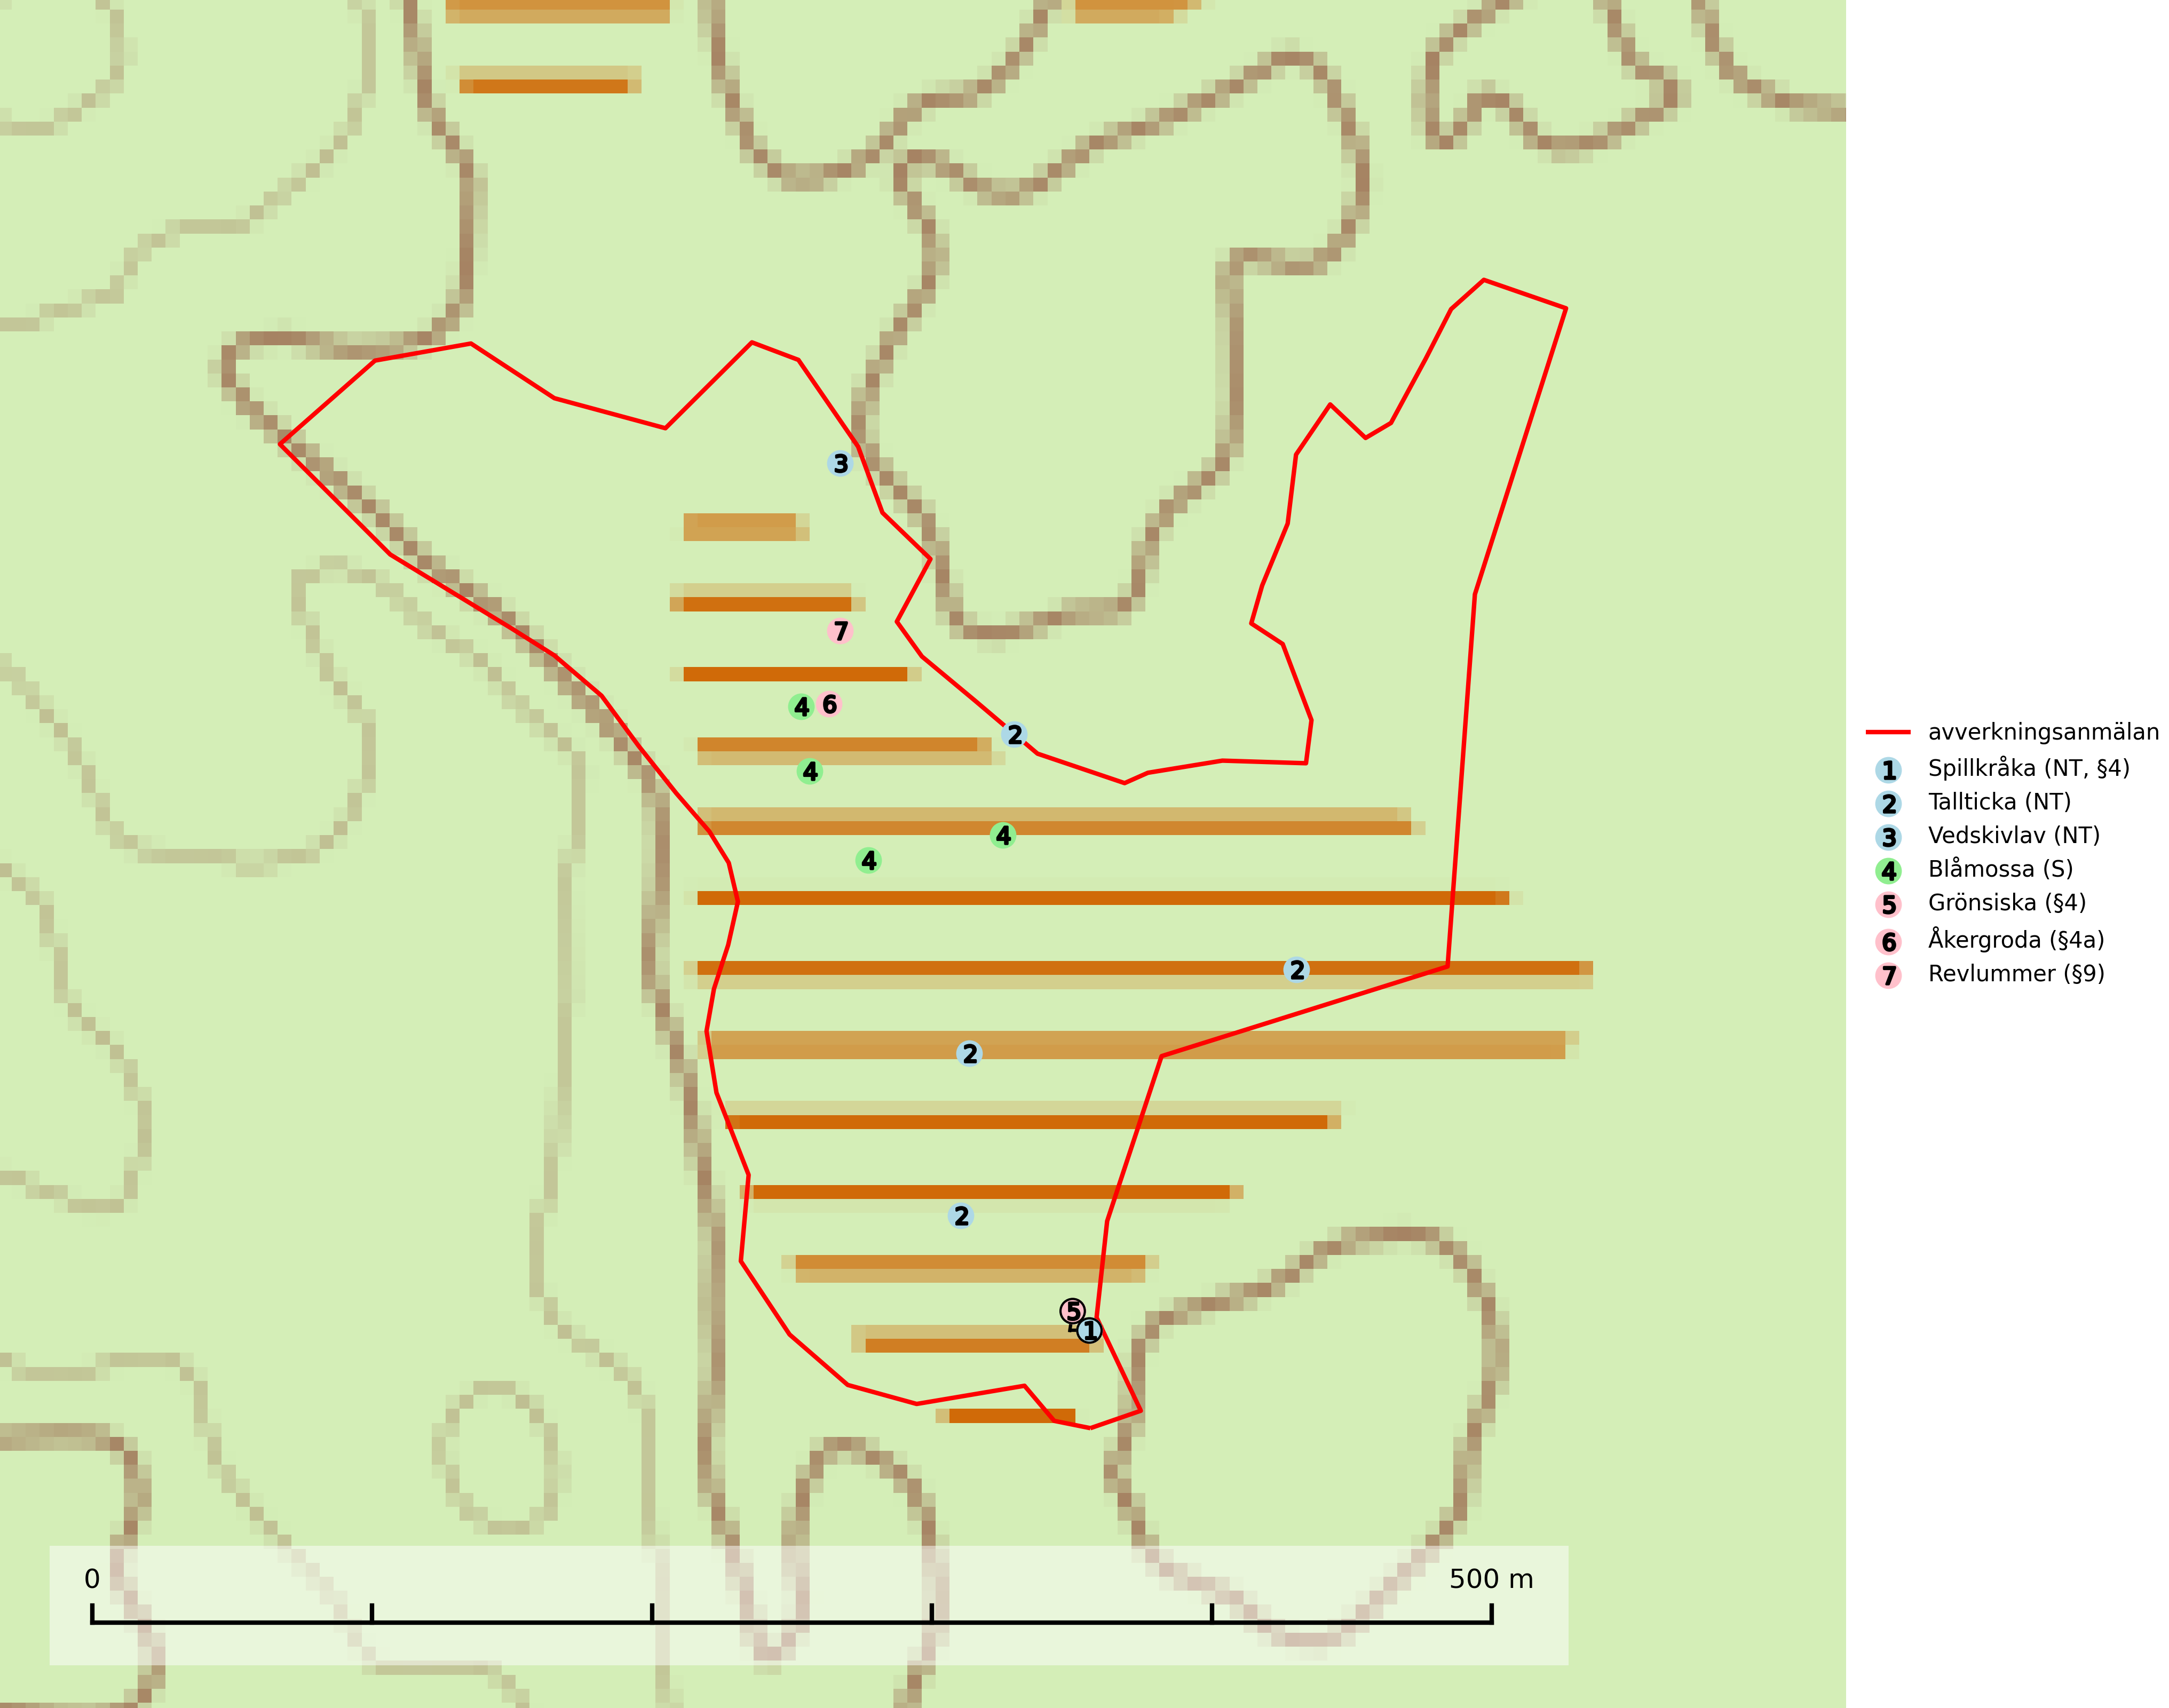 3
7
4 6
2
4
4
4
2
2
2
5
1
0 500 m
avverkningsanmälan
1 Spillkråka (NT, §4)
2 Tallticka (NT)
3 Vedskivlav (NT)
4 Blåmossa (S)
5 Grönsiska (§4)
6 Åkergroda (§4a)
7 Revlummer (§9)